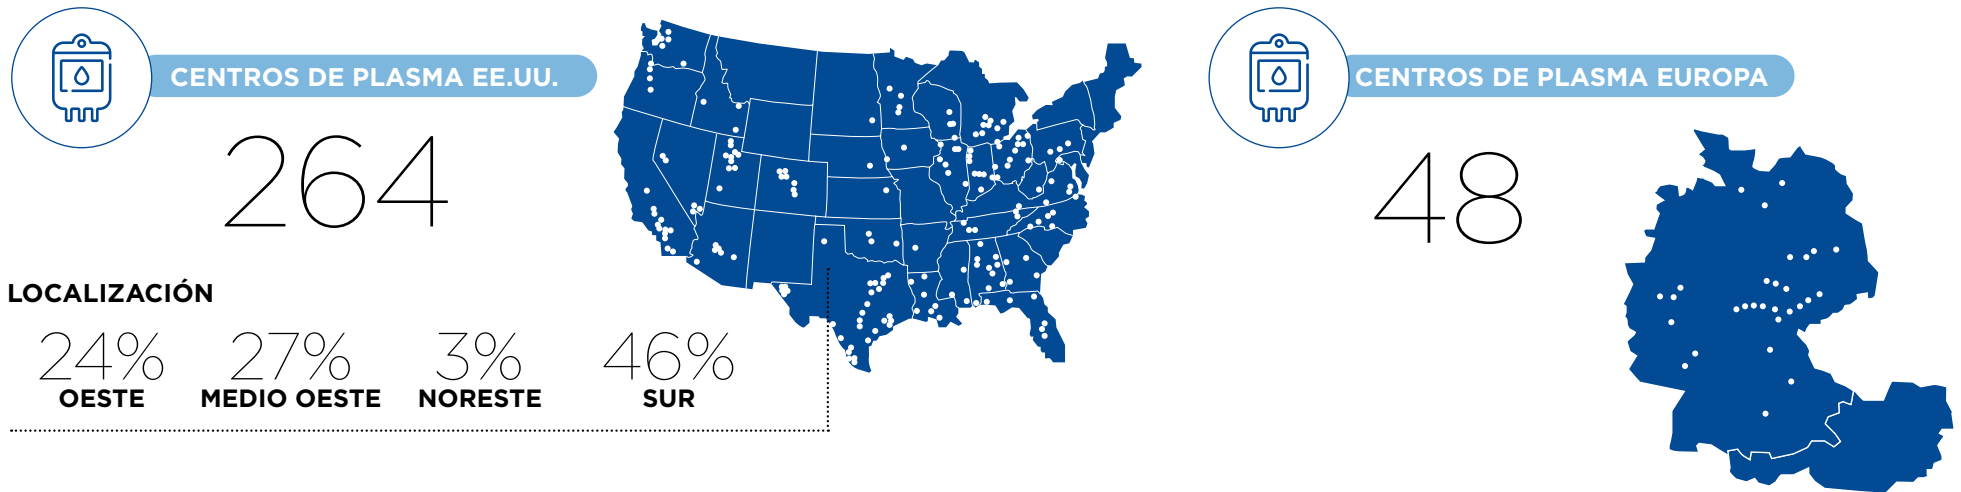 CENTROS DE PLASMA EE.UU.
264
LOCALIZACIÓN
24%
OESTE
27%
MEDIO OESTE
3%
NORESTE
46%
SUR
CENTROS DE PLASMA EUROPA
48